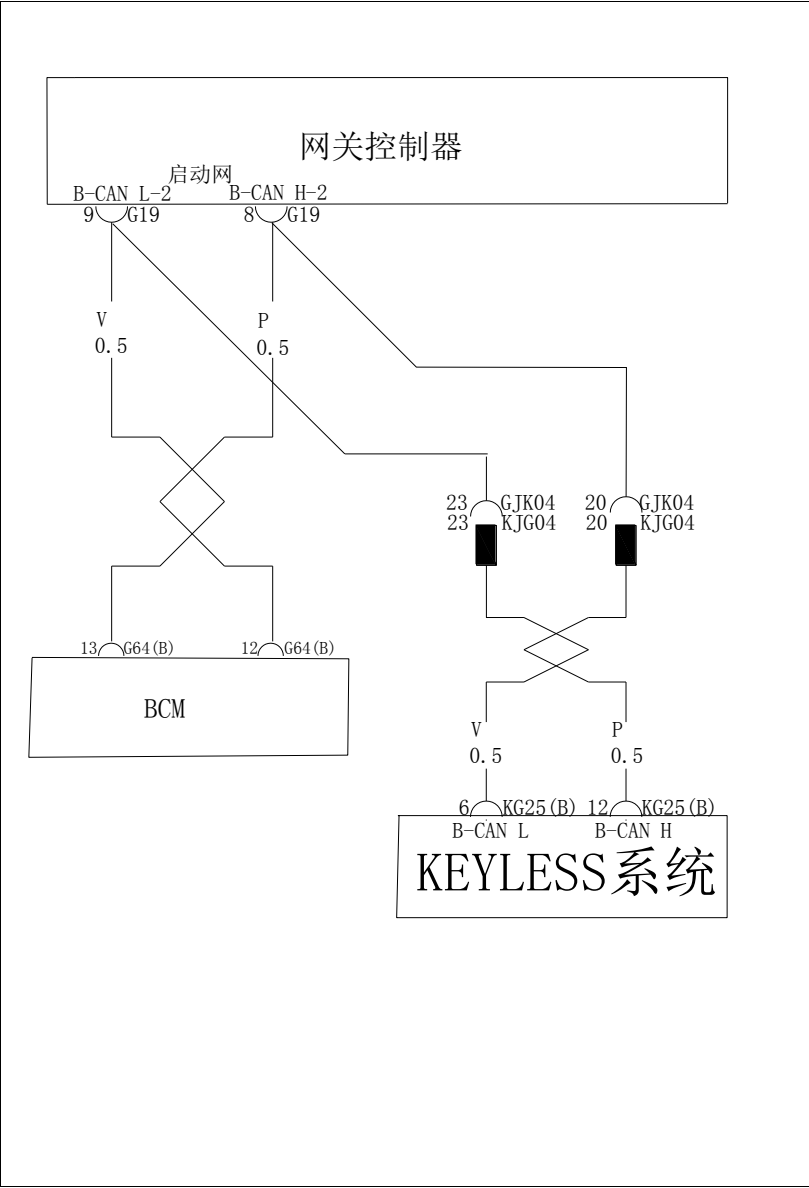 网关控制器
启动网
B-CAN L-2 B-CAN H-2
9 G19 8 G19
V P
0.5 0.5
23 GJK04 20 GJK04
23 KJG04 20 KJG04
13 G64(B) 12 G64(B)
BCM
V P
0.5 0.5
6 KG25(B) 12 KG25(B)
B-CAN L B-CAN H
KEYLESS系统